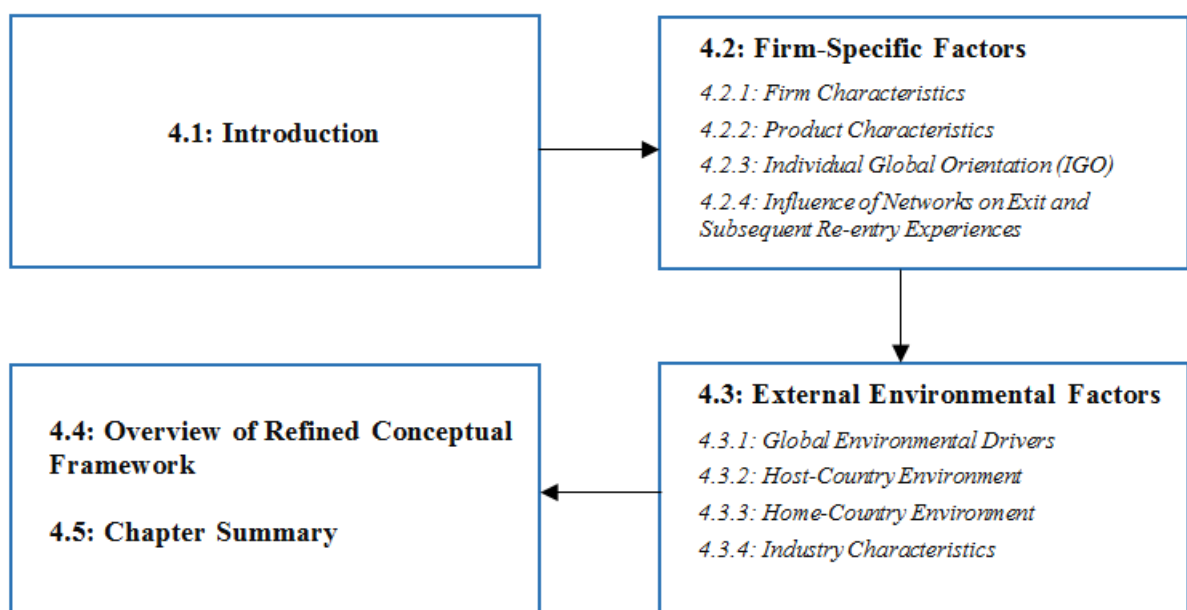 4.1: Introduction
4.2: Firm-Specific Factors
4.2.1: Firm Characteristics
4.2.2: Product Characteristics
4.2.3: Individual Global Orientation (IGO)
4.2.4: Influence of Networks on Exit and
Subsequent Re-entry Experiences
4.3: External Environmental Factors
4.3.1: Global Environmental Drivers
4.3.2: Host-Country Environment
4.3.3: Home-Country Environment
4.3.4: Industry Characteristics
4.4: Overview of Refined Conceptual
Framework
4.5: Chapter Summary